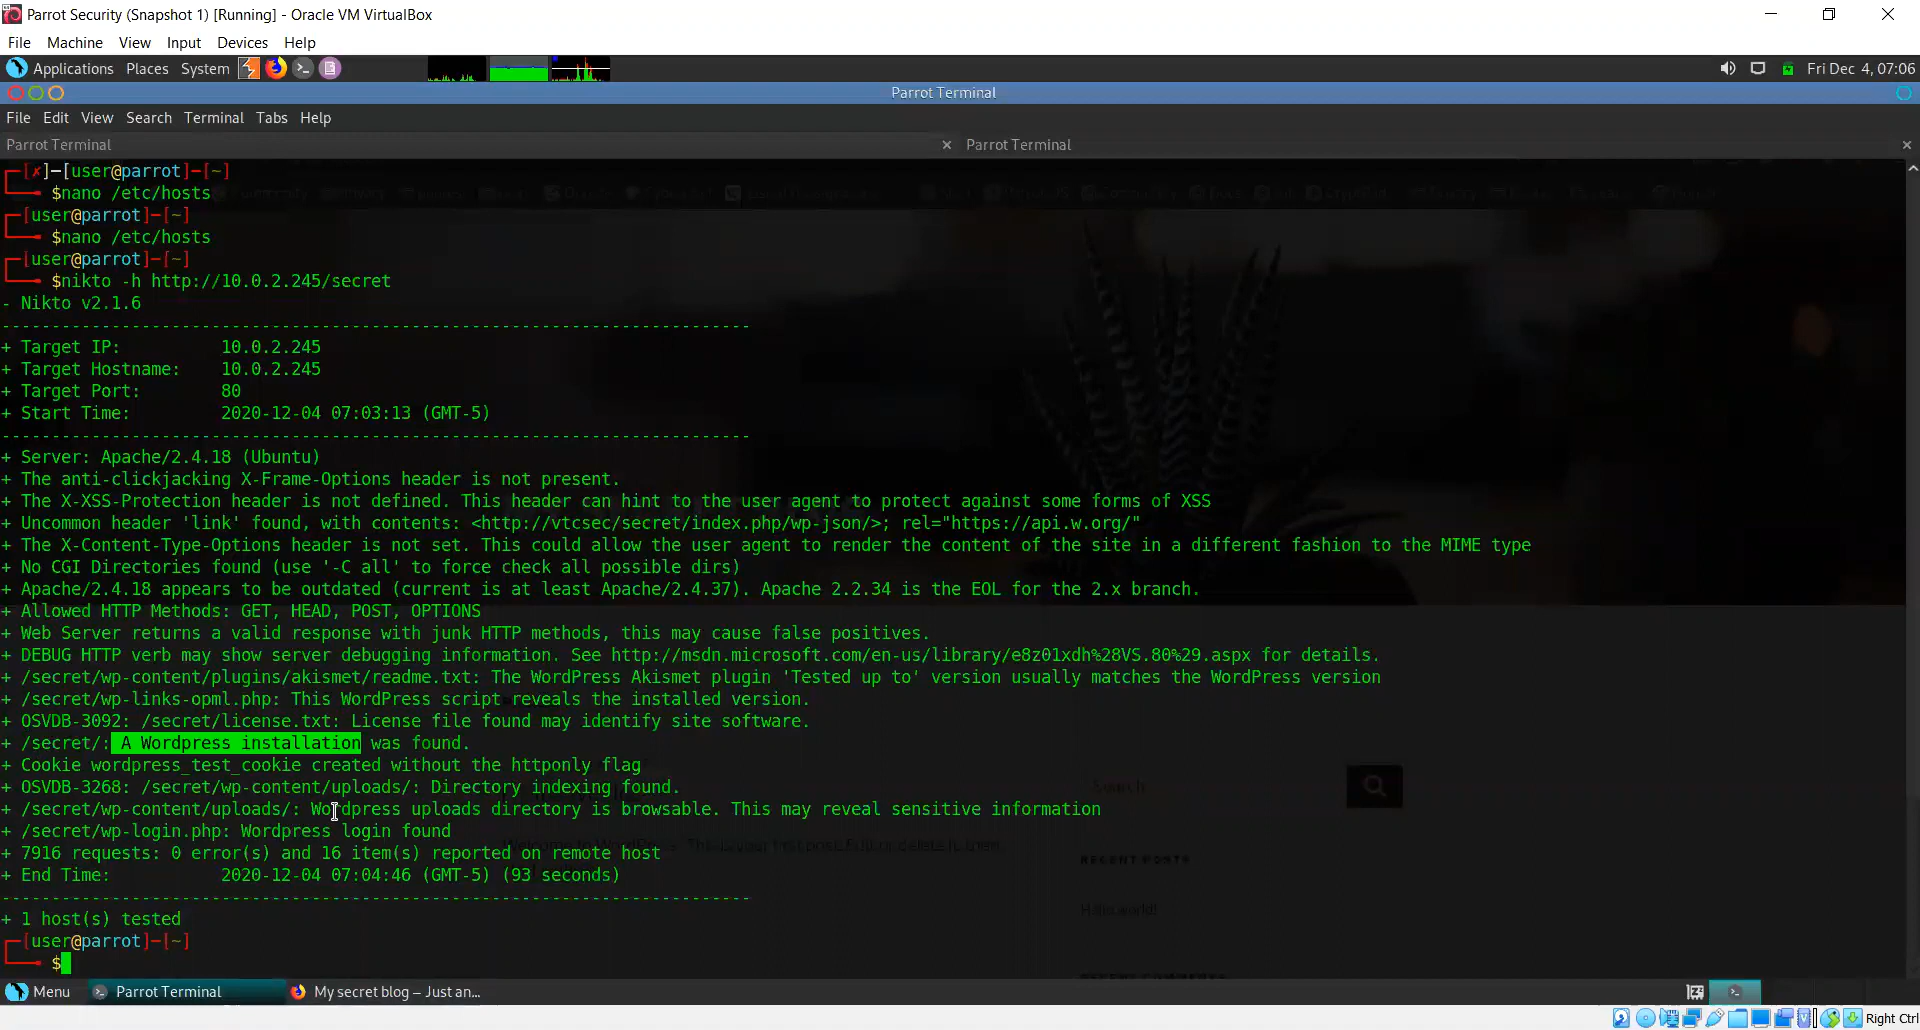 Parrot Security (Snapshot 1) [Running] - Oracle VM VirtualBox
File Machine View Input Devices Help
Applications Places System Fri Dec 4, 07:06
Parrot Terminal
File Edit View Search Terminal Tabs Help
Parrot Terminal × Parrot Terminal ×
┌─[✗]─[user@parrot]─[~]
└──╼ $nano /etc/hosts
┌─[user@parrot]─[~]
└──╼ $nano /etc/hosts
┌─[user@parrot]─[~]
└──╼ $nikto -h http://10.0.2.245/secret
- Nikto v2.1.6
---------------------------------------------------------------------------
+ Target IP:          10.0.2.245
+ Target Hostname:    10.0.2.245
+ Target Port:        80
+ Start Time:         2020-12-04 07:03:13 (GMT-5)
---------------------------------------------------------------------------
+ Server: Apache/2.4.18 (Ubuntu)
+ The anti-clickjacking X-Frame-Options header is not present.
+ The X-XSS-Protection header is not defined. This header can hint to the user agent to protect against some forms of XSS
+ Uncommon header 'link' found, with contents: <http://vtcsec/secret/index.php/wp-json/>; rel="https://api.w.org/"
+ The X-Content-Type-Options header is not set. This could allow the user agent to render the content of the site in a different fashion to the MIME type
+ No CGI Directories found (use '-C all' to force check all possible dirs)
+ Apache/2.4.18 appears to be outdated (current is at least Apache/2.4.37). Apache 2.2.34 is the EOL for the 2.x branch.
+ Allowed HTTP Methods: GET, HEAD, POST, OPTIONS
+ Web Server returns a valid response with junk HTTP methods, this may cause false positives.
+ DEBUG HTTP verb may show server debugging information. See http://msdn.microsoft.com/en-us/library/e8z01xdh%28VS.80%29.aspx for details.
+ /secret/wp-content/plugins/akismet/readme.txt: The WordPress Akismet plugin 'Tested up to' version usually matches the WordPress version
+ /secret/wp-links-opml.php: This WordPress script reveals the installed version.
+ OSVDB-3092: /secret/license.txt: License file found may identify site software.
+ /secret/: A Wordpress installation was found.
+ Cookie wordpress_test_cookie created without the httponly flag
+ OSVDB-3268: /secret/wp-content/uploads/: Directory indexing found.
Search
+ /secret/wp-content/uploads/: Wordpress uploads directory is browsable. This may reveal sensitive information
+ /secret/wp-login.php: Wordpress login found
+ 7916 requests: 0 error(s) and 16 item(s) reported on remote host
RECENT POSTS
+ End Time:           2020-12-04 07:04:46 (GMT-5) (93 seconds)
---------------------------------------------------------------------------
Hello world!
+ 1 host(s) tested
┌─[user@parrot]─[~]
└──╼ $
Menu Parrot Terminal My secret blog – Just an...
Right Ctrl